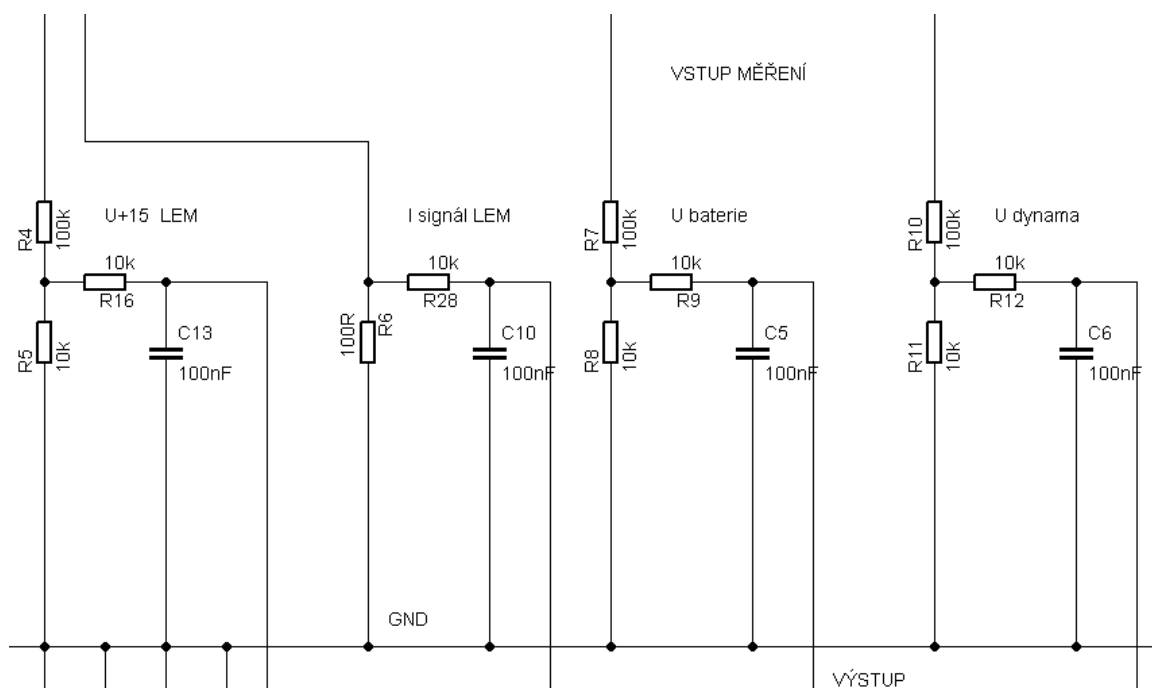 VSTUP MĚŘENÍ
U+15 LEM
I signál LEM
U baterie
U dynama
R4
100k
R7
100k
R10
100k
10k
R16
10k
R28
10k
R9
10k
R12
R5
10k
C13
100nF
100R
R6
C10
100nF
R8
10k
C5
100nF
R11
10k
C6
100nF
GND
VÝSTUP